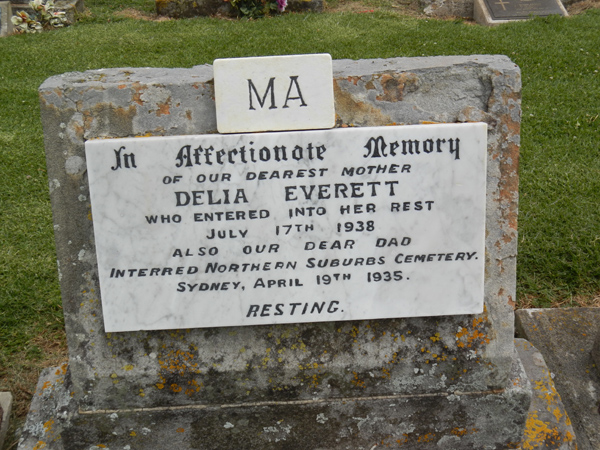 MA
In Affectionate Memory
OF OUR DEAREST MOTHER
DELIA EVERETT
WHO ENTERED INTO HER REST
JULY 17TH 1938
ALSO OUR DEAR DAD
INTERRED NORTHERN SUBURBS CEMETERY.
SYDNEY, APRIL 19TH 1935.
RESTING.